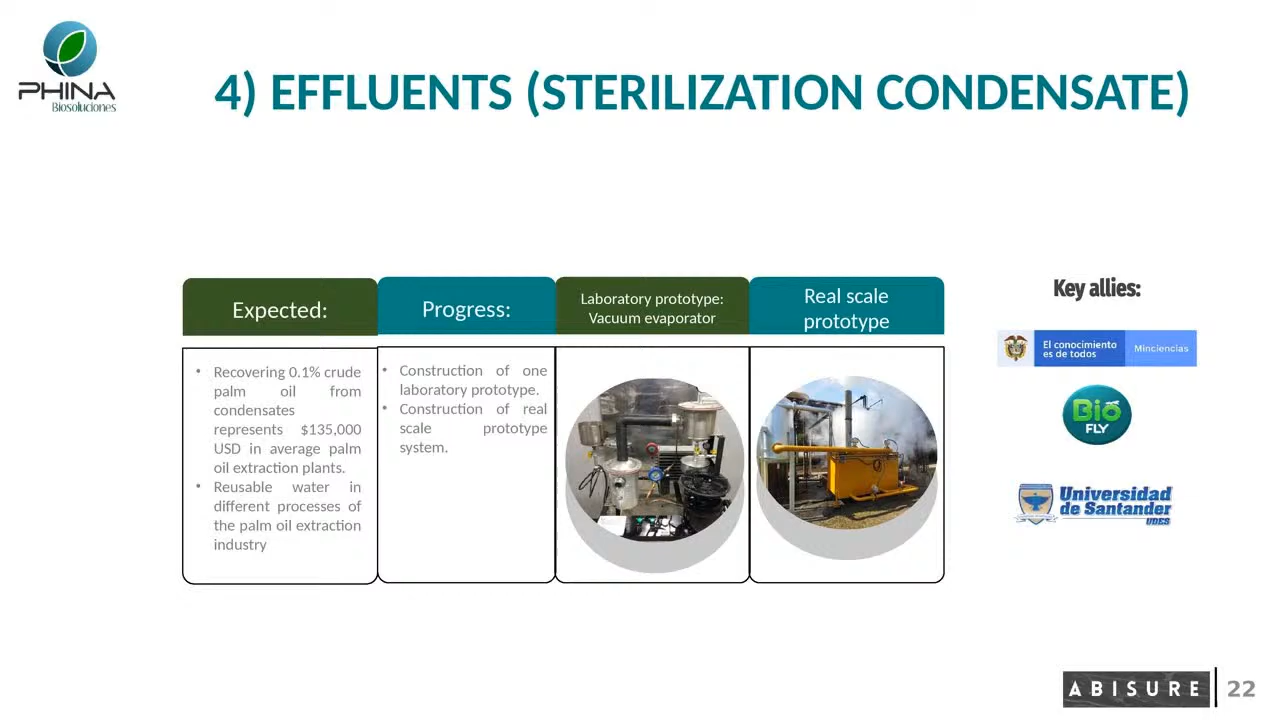 PHINA
Biosoluciones
4) EFFLUENTS (STERILIZATION CONDENSATE)
Expected:
• Recovering 0.1% crude
palm oil from
condensates
represents $135,000
USD in average palm
oil extraction plants.
• Reusable water in
different processes of
the palm oil extraction
industry
Progress:
• Construction of one
laboratory prototype.
• Construction of real
scale prototype
system.
Laboratory prototype:
Vacuum evaporator
Real scale
prototype
Key allies:
El conocimiento
es de todos
Minciencias
Bio
FLY
Universidad
de Santander
UDES
ABISURE
22